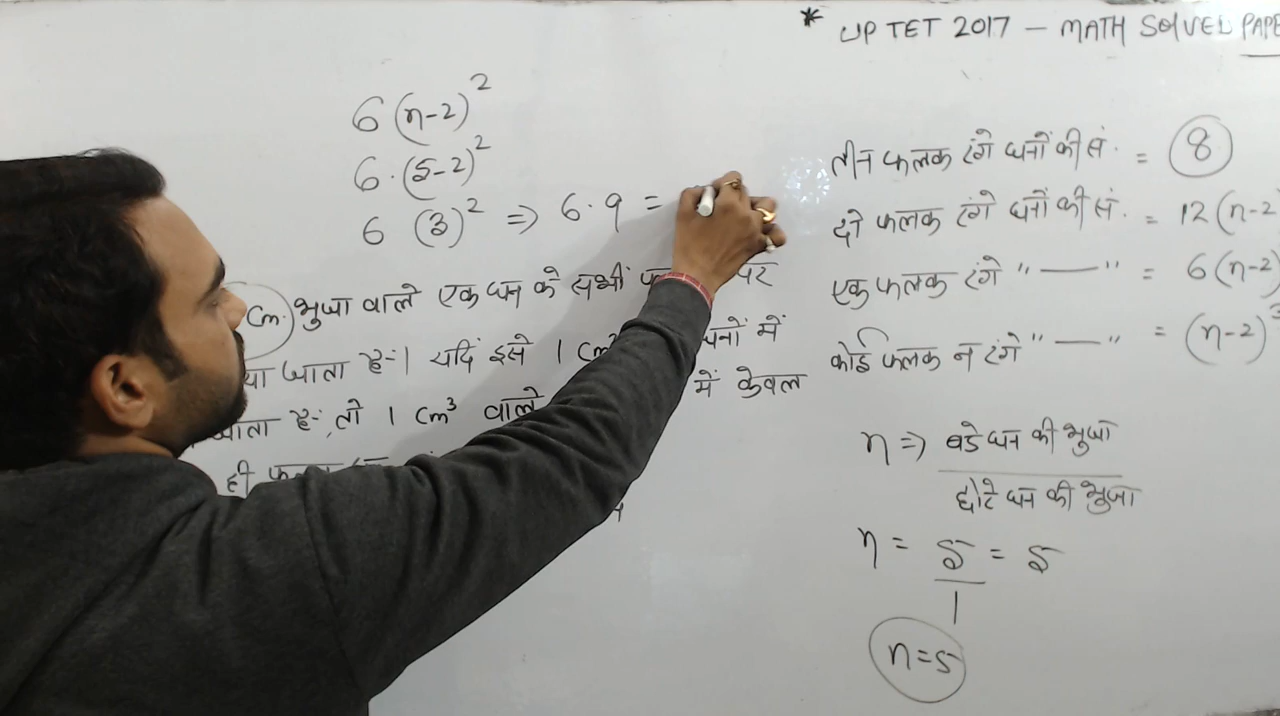 * UP TET 2017 – MATH SOLVED PAPE
6 (n-2)²
6 . (5-2)²
6 (3)² ⇒ 6 . 9 =
cm. भुजा वाले एक घन के सभी पर
जाता है। यदि इसे 1 cm³ में
जाता है, तो 1 cm³ वाले में केवल
ही
तीन फलक रंगे घनों की सं. = 8
दो फलक रंगे घनों की सं. = 12 (n-2
एक फलक रंगे " — " = 6 (n-2)
कोई फलक न रंगे " — " = (n-2)³
n ⇒ बडे घन की भुजा
छोटे घन की भुजा
n = 5 = 5
1
n=5